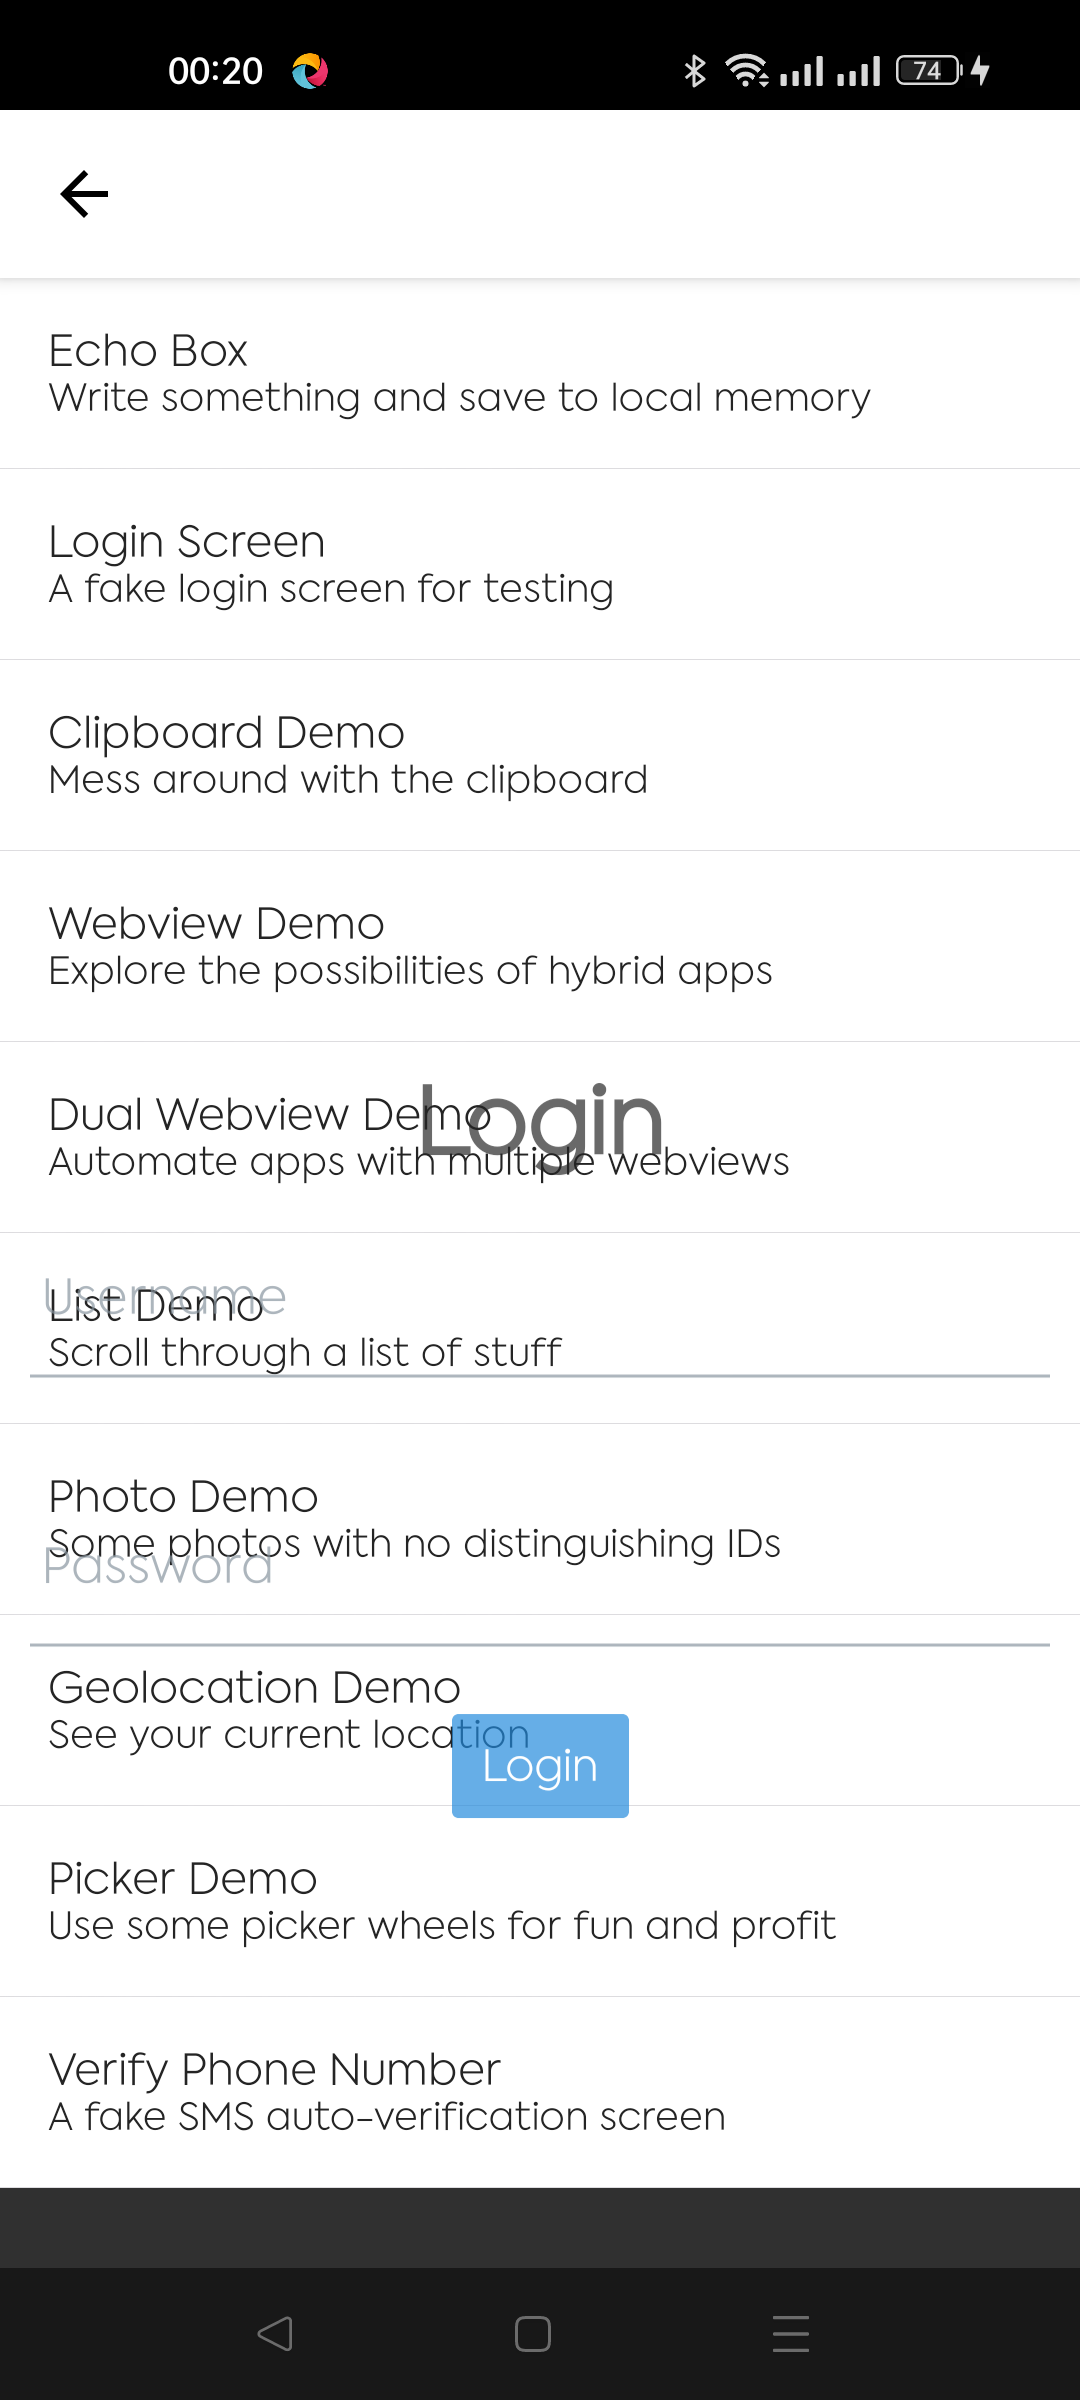 00:20
74
Echo Box
Write something and save to local memory
Login Screen
A fake login screen for testing
Clipboard Demo
Mess around with the clipboard
Webview Demo
Explore the possibilities of hybrid apps
Login
Dual Webview Demo
Automate apps with multiple webviews
Username
List Demo
Scroll through a list of stuff
Photo Demo
Some photos with no distinguishing IDs
Password
Geolocation Demo
See your current location
Login
Picker Demo
Use some picker wheels for fun and profit
Verify Phone Number
A fake SMS auto-verification screen